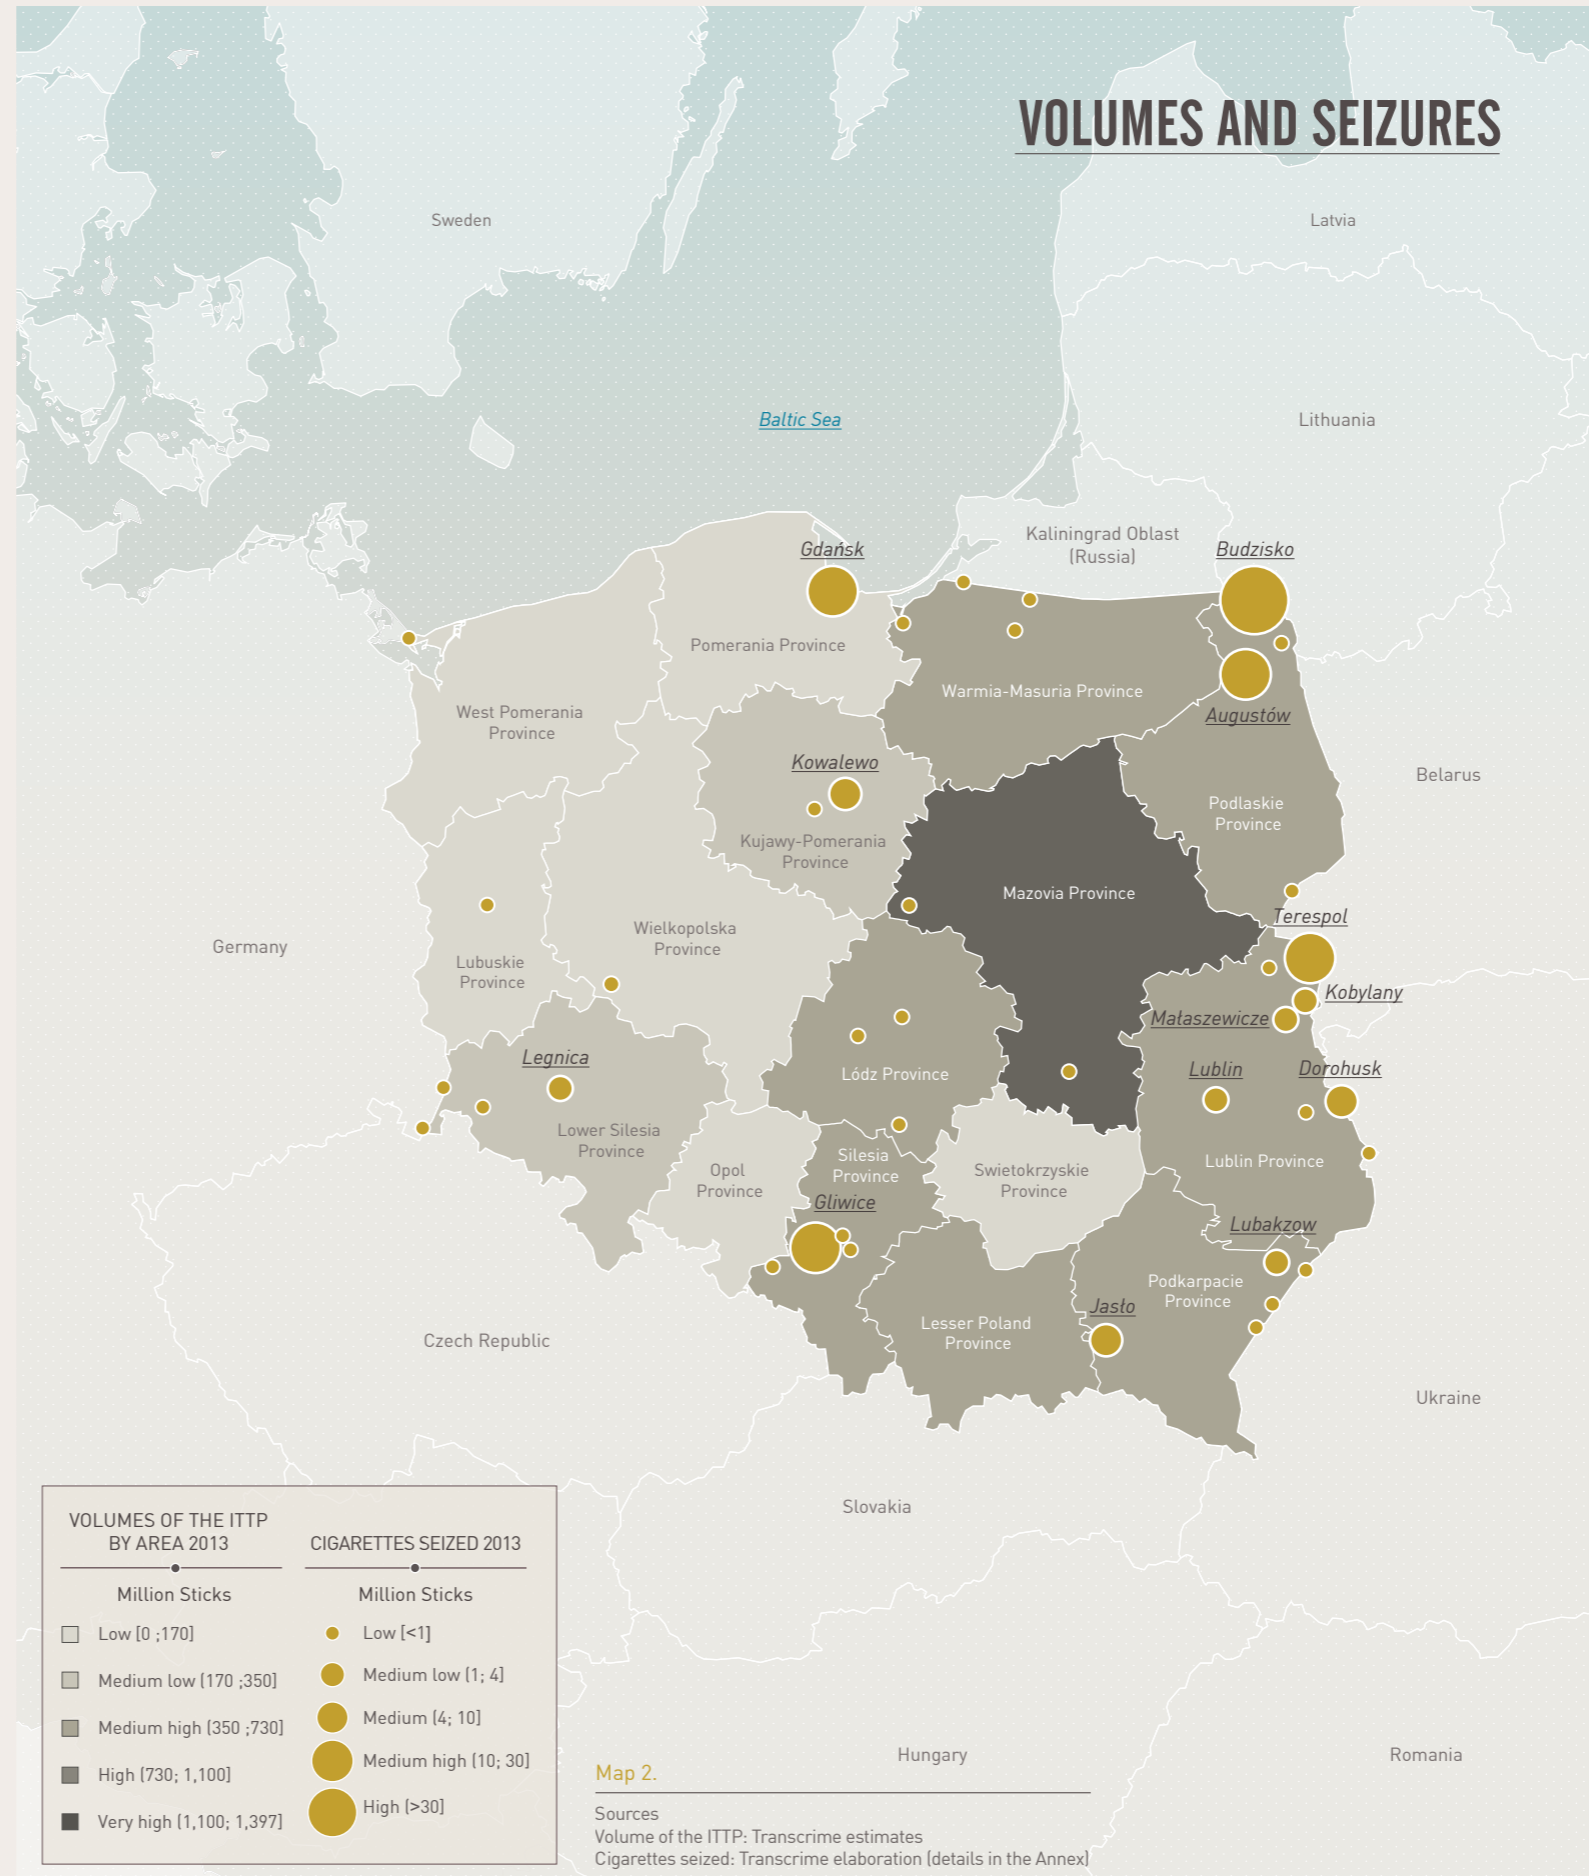 VOLUMES AND SEIZURES
Sweden
Latvia
Baltic Sea
Lithuania
Kaliningrad Oblast
(Russia)
Gdańsk
Budzisko
Pomerania Province
Warmia-Masuria Province
West Pomerania
Province
Augustów
Kowalewo
Belarus
Podlaskie
Province
Kujawy-Pomerania
Province
Mazovia Province
Terespol
Wielkopolska
Province
Germany
Lubuskie
Province
Kobylany
Małaszewicze
Legnica
Lódz Province
Lublin
Dorohusk
Lower Silesia
Province
Silesia
Province
Opol
Province
Swietokrzyskie
Province
Lublin Province
Gliwice
Lubakzow
Podkarpacie
Province
Jasło
Lesser Poland
Province
Czech Republic
Ukraine
Slovakia
Hungary
Romania
VOLUMES OF THE ITTP
BY AREA 2013
Million Sticks
Low [0 ;170]
Medium low (170 ;350]
Medium high (350 ;730]
High (730; 1,100]
Very high (1,100; 1,397]
CIGARETTES SEIZED 2013
Million Sticks
Low [<1]
Medium low (1; 4]
Medium (4; 10]
Medium high (10; 30]
High (>30]
Map 2.
Sources
Volume of the ITTP: Transcrime estimates
Cigarettes seized: Transcrime elaboration (details in the Annex)